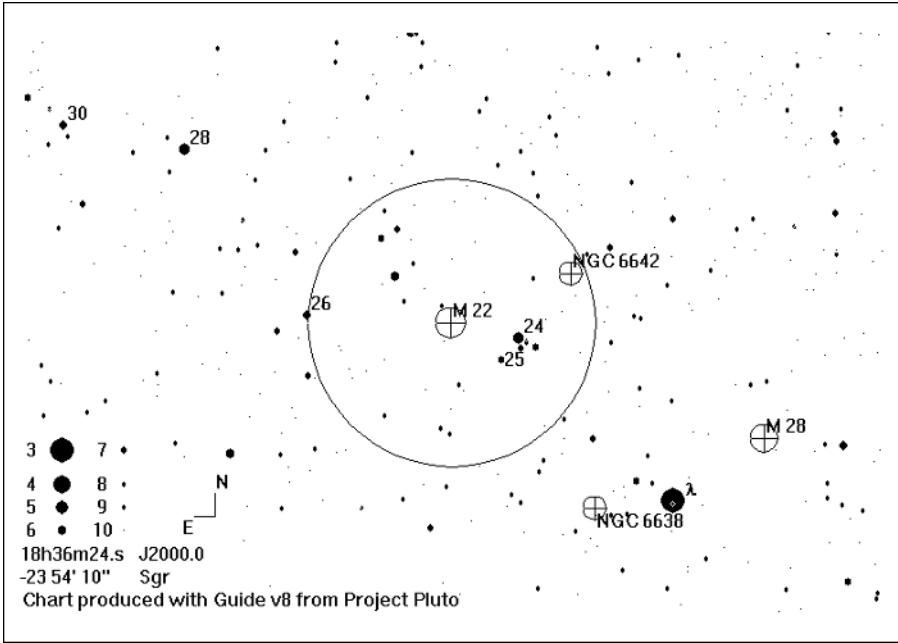 30
28
NGC 6642
26
M 22
24
25
M 28
3 7
4 8
5 9
6 10
N
E
λ
NGC 6638
18h36m24.s J2000.0
-23 54' 10" Sgr
Chart produced with Guide v8 from Project Pluto